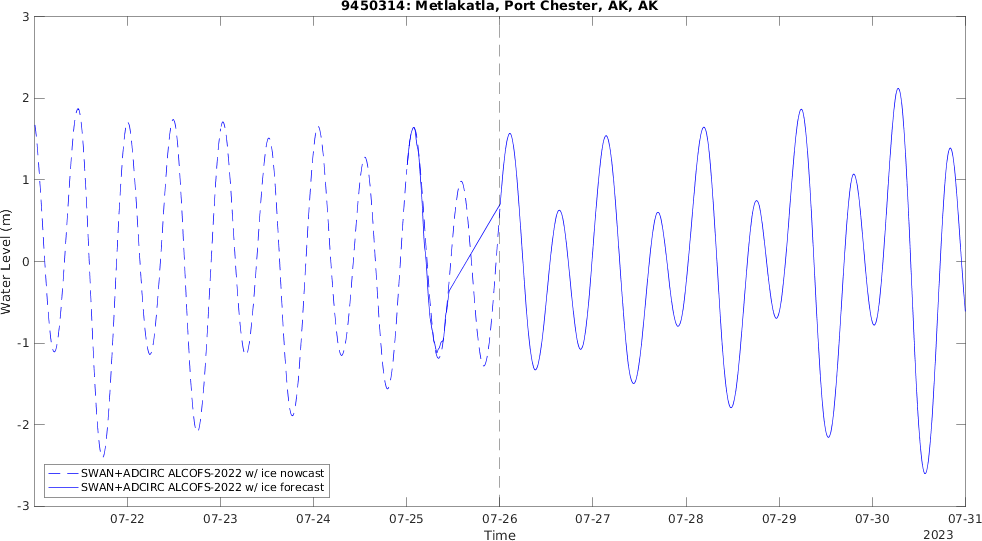 9450314: Metlakatla, Port Chester, AK, AK
3
2
1
0
-1
-2
-3
Water Level (m)
SWAN+ADCIRC ALCOFS-2022 w/ ice nowcast
SWAN+ADCIRC ALCOFS-2022 w/ ice forecast
07-22 07-23 07-24 07-25 07-26 07-27 07-28 07-29 07-30 07-31
Time
2023